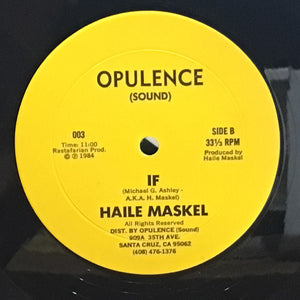 OPULENCE
(SOUND)
003
Time: 11:00
Rastafarian Prod.
© ℗ 1984
SIDE B
33⅓ RPM
Produced by
Haile Maskel
IF
(Michael G. Ashley -
A.K.A. H. Maskel)
HAILE MASKEL
All Rights Reserved
DIST. BY OPULENCE (Sound)
909A 35TH AVE.
SANTA CRUZ, CA 95062
(408) 476-1376